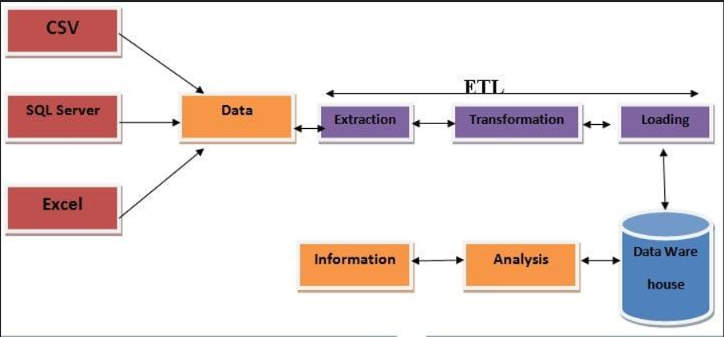 CSV
ETL
SQL Server
Data
Extraction
Transformation
Loading
Excel
Information
Analysis
Data Ware
house